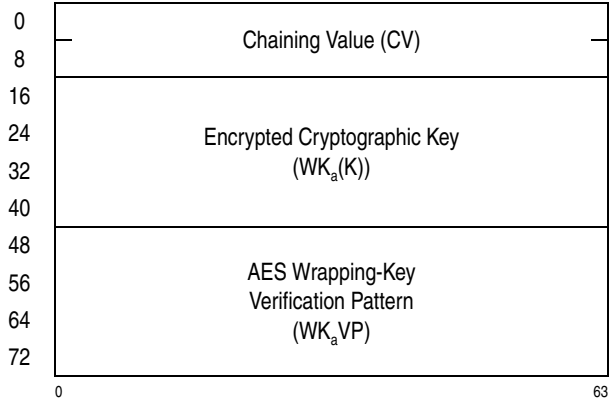 0
Chaining Value (CV)
8
16
24
Encrypted Cryptographic Key
32
(WKₐ(K))
40
48
AES Wrapping-Key
56
Verification Pattern
64
(WKₐVP)
72
0 63